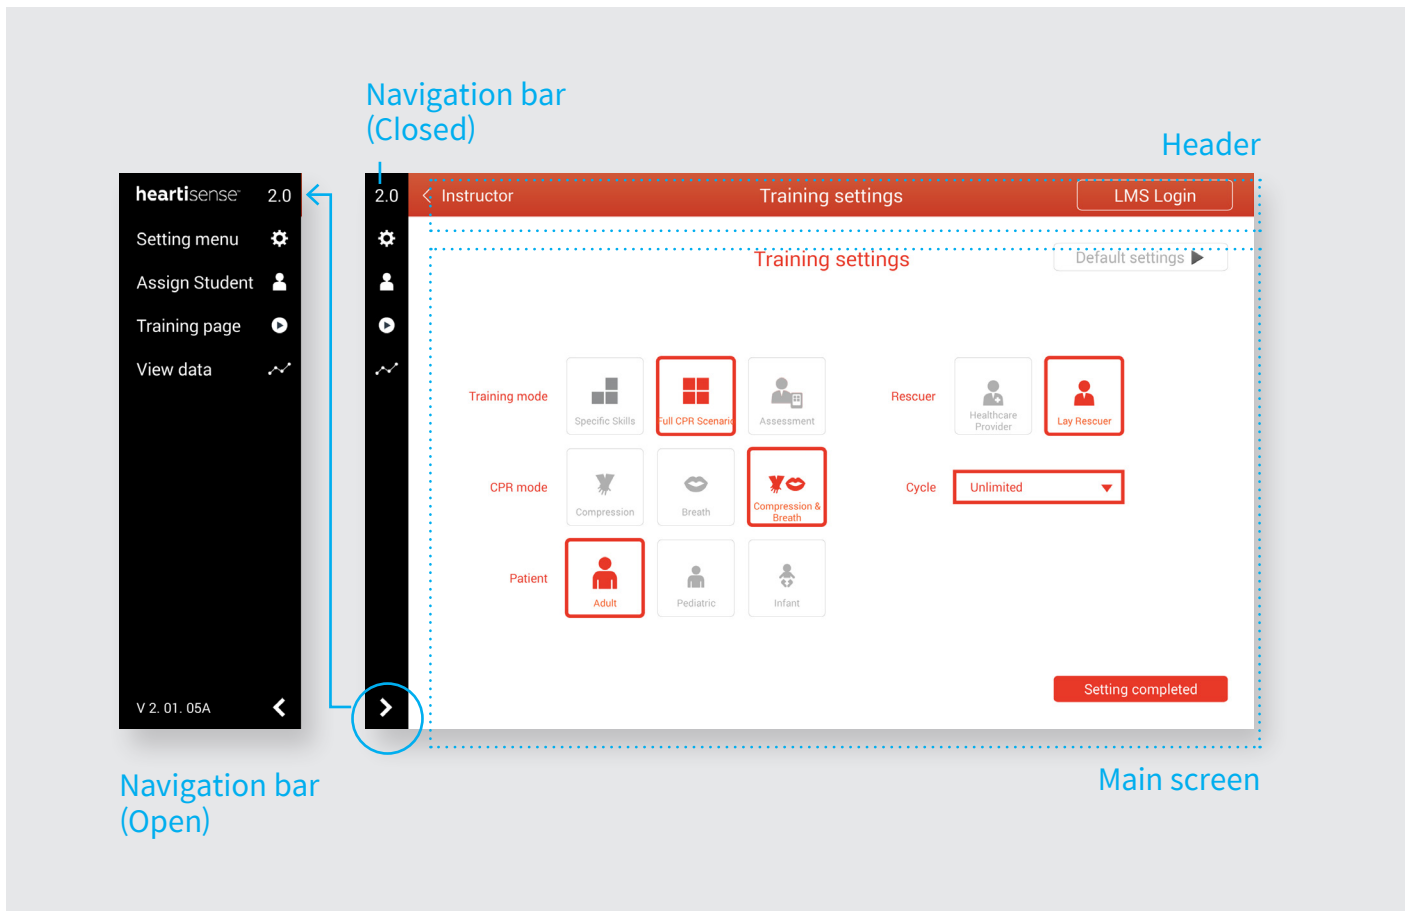 Navigation bar
(Closed)
Header
heartisense 2.0
Setting menu
Assign Student
Training page
View data
V 2. 01. 05A
Navigation bar
(Open)
2.0
Instructor
Training settings
LMS Login
Training settings
Default settings
Training mode
Specific Skills
Full CPR Scenario
Assessment
Rescuer
Healthcare
Provider
Lay Rescuer
CPR mode
Compression
Breath
Compression &
Breath
Cycle
Unlimited
Patient
Adult
Pediatric
Infant
Setting completed
Main screen